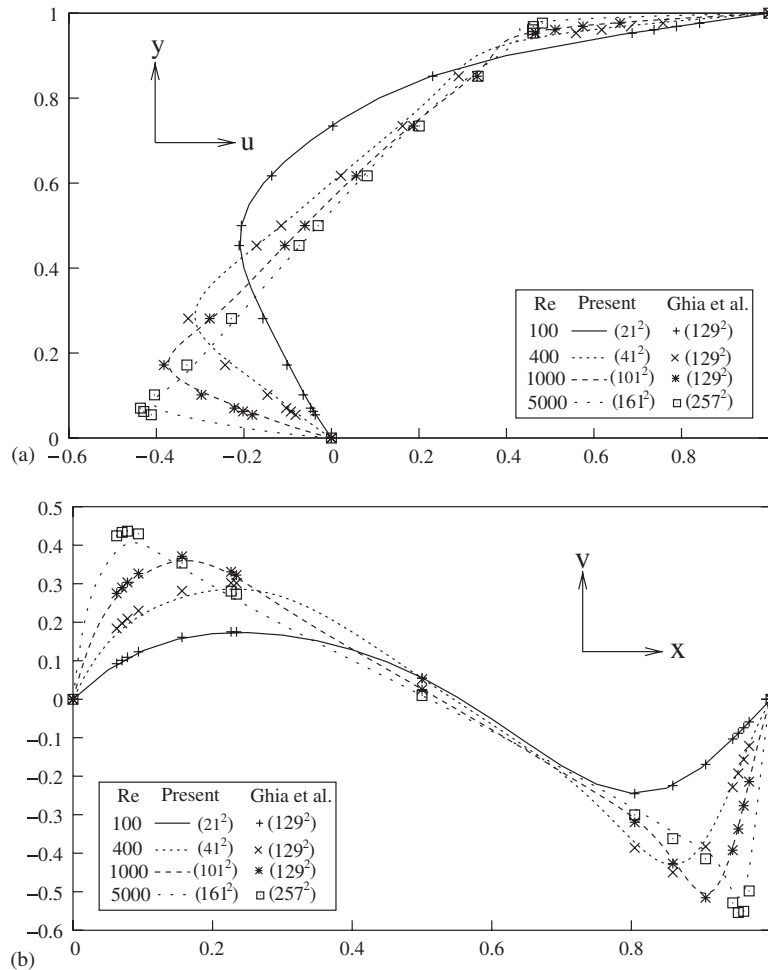 1
y
0.8
u
0.6
0.4
Re Present Ghia et al.
100 (21²) +(129²)
400 (41²) ×(129²)
1000 (101²) ∗(129²)
5000 (161²) □(257²)
0.2
0
(a)
−0.6 −0.4 −0.2 0 0.2 0.4 0.6 0.8
0.5
0.4
v
0.3
0.2
x
0.1
0
−0.1
−0.2
Re Present Ghia et al.
100 (21²) +(129²)
400 (41²) ×(129²)
1000 (101²) ∗(129²)
5000 (161²) □(257²)
−0.3
−0.4
−0.5
−0.6
(b)
0 0.2 0.4 0.6 0.8